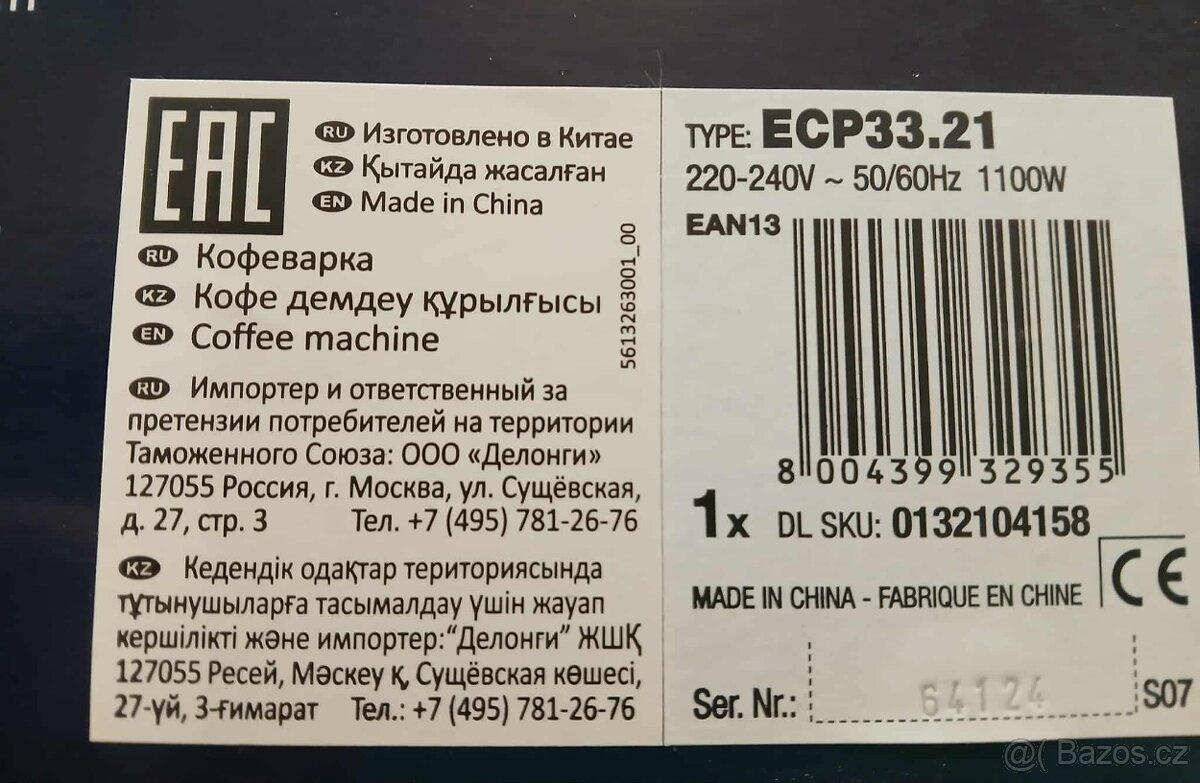 EAC
RU Изготовлено в Китае
KZ Қытайда жасалған
EN Made in China
RU Кофеварка
KZ Кофе демдеу құрылғысы
EN Coffee machine
5613263001_00
RU Импортер и ответственный за
претензии потребителей на территории
Таможенного Союза: ООО «Делонги»
127055 Россия, г. Москва, ул. Сущёвская,
д. 27, стр. 3 Тел. +7 (495) 781-26-76
KZ Кедендік одақтар териториясында
тұтынушыларға тасымалдау үшін жауап
кершілікті және импортер:“Делонги” ЖШҚ
127055 Ресей, Мәскеу қ, Сущёвская көшесі,
27-үй, 3-ғимарат Тел.: +7 (495) 781-26-76
TYPE: ECP33.21
220-240V ~ 50/60Hz 1100W
EAN13
8 004399 329355
1x DL SKU: 0132104158
MADE IN CHINA - FABRIQUE EN CHINE CE
Ser. Nr.: 64124 S07
@( Bazos.cz